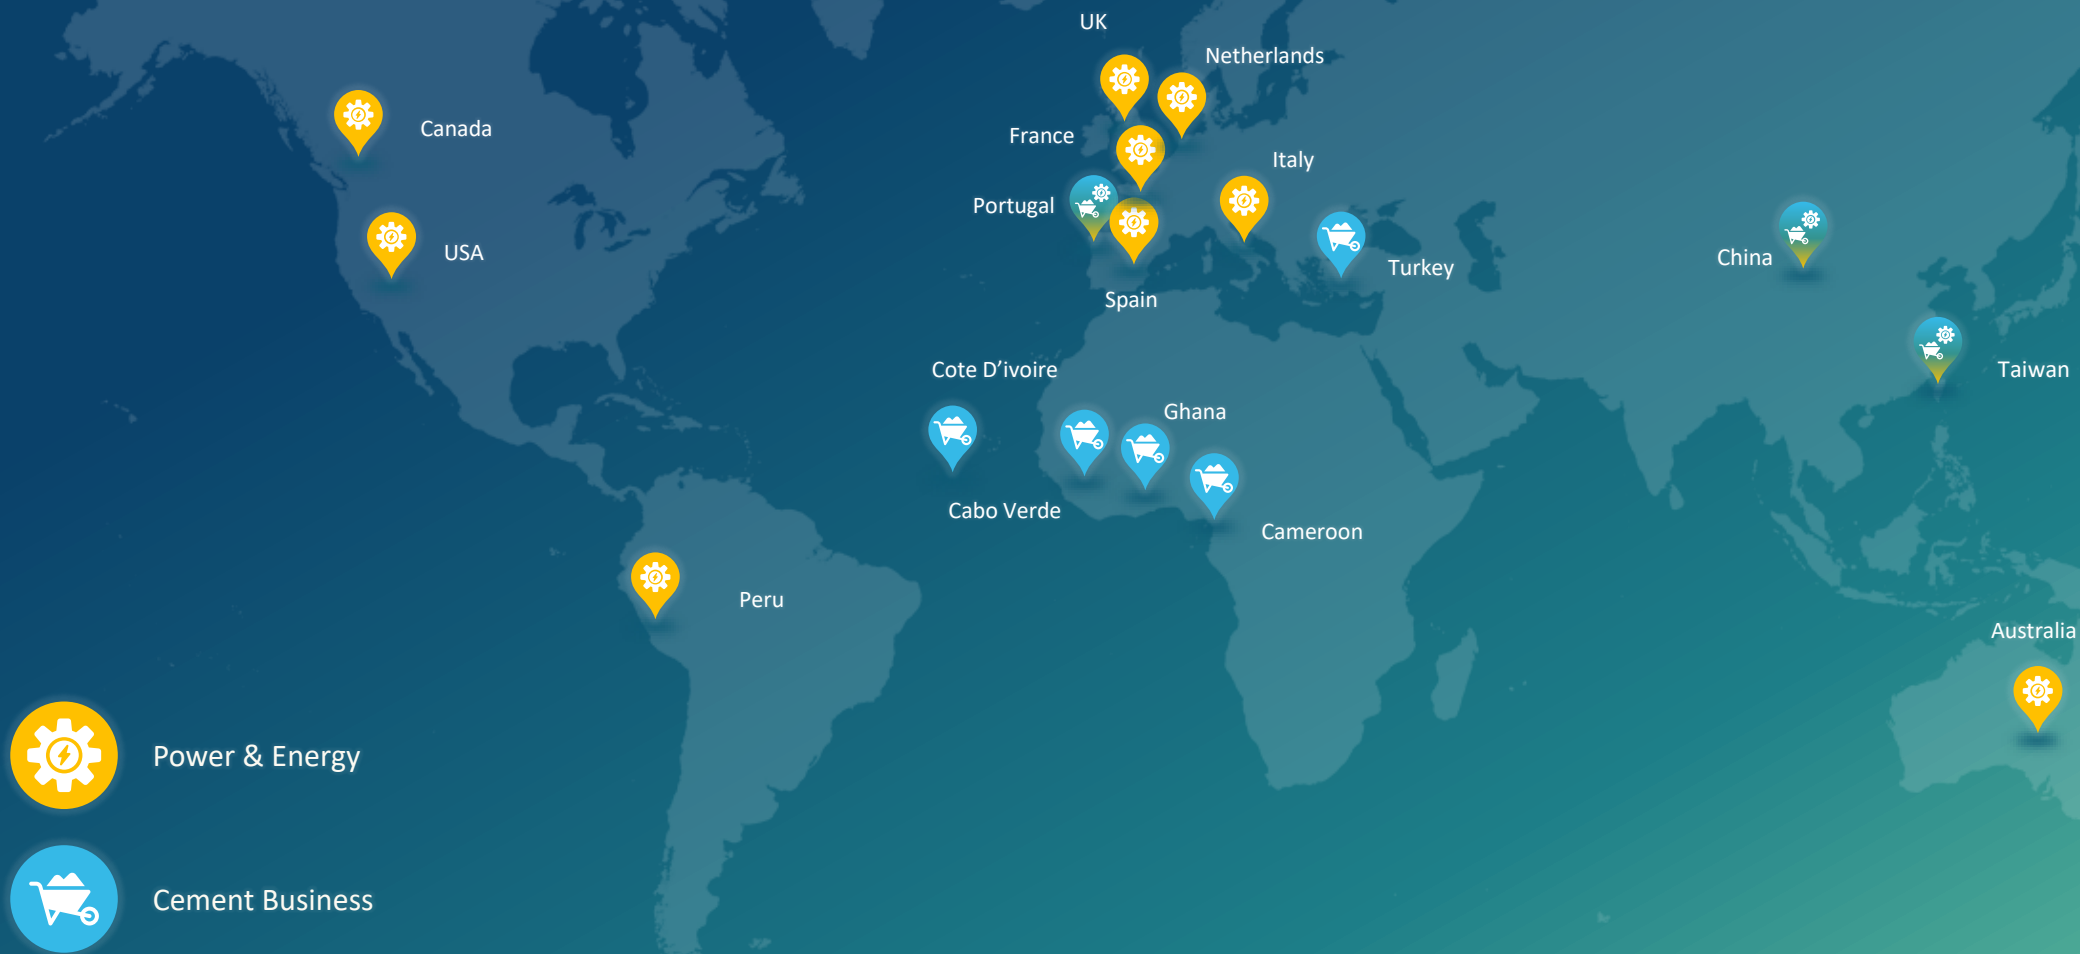 UK
Netherlands
Canada
France
Italy
Portugal
USA
China
Turkey
Spain
Cote D’ivoire
Taiwan
Ghana
Cabo Verde
Cameroon
Peru
Australia
Power & Energy
Cement Business